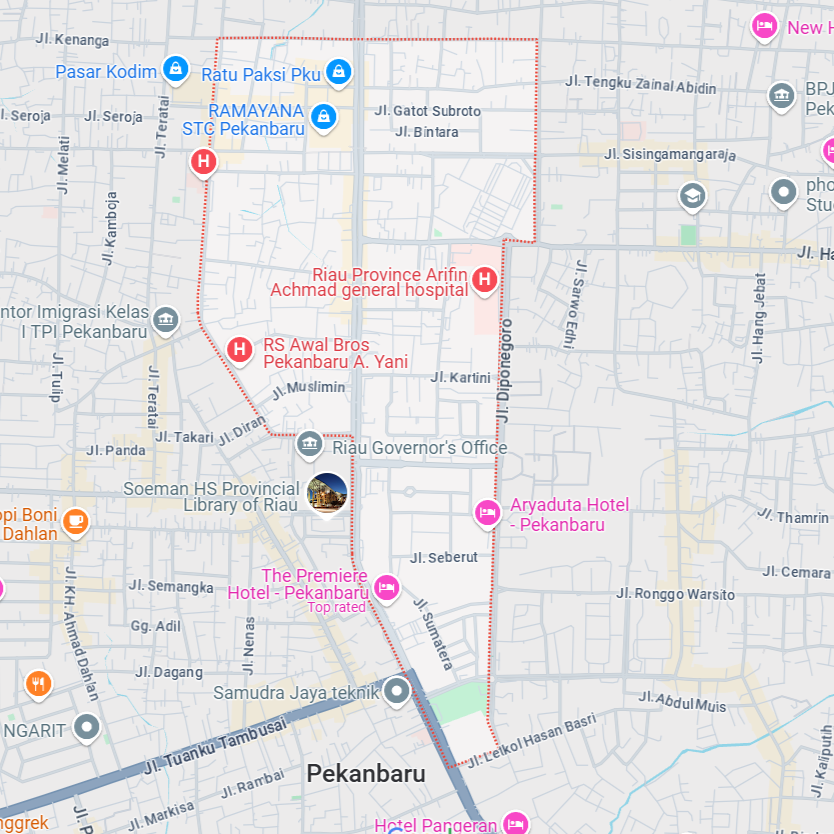 Jl. Kenanga
New H
Pasar Kodim
Ratu Paksi Pku
Jl. Tengku Zainal Abidin
BPJ
Pek
RAMAYANA
STC Pekanbaru
Jl. Gatot Subroto
Jl. Bintara
Seroja
Jl. Seroja
Jl. Teratai
Jl. Melati
Jl. Sisingamangaraja
pho
Stu
Jl. Kamboja
Jl. Ha
Riau Province Arifin
Achmad general hospital
Jl. Sarwo Edhi
Jl. Hang Jebat
ntor Imigrasi Kelas
I TPI Pekanbaru
RS Awal Bros
Pekanbaru A. Yani
Jl. Diponegoro
Jl. Tulip
Jl. Teratai
Jl. Muslimin
Jl. Kartini
Jl. Takari
Jl. Diran
Jl. Panda
Riau Governor's Office
Soeman HS Provincial
Library of Riau
Aryaduta Hotel
- Pekanbaru
opi Boni
Dahlan
Jl. Thamrin
Jl. Seberut
Jl. Cemara
The Premiere
Hotel - Pekanbaru
Top rated
Jl. Semangka
Jl. KH. Ahmad Dahlan
Jl. Ronggo Warsito
Gg. Adil
Jl. Nenas
Jl. Sumatera
Jl. Dagang
Samudra Jaya teknik
Jl. Abdul Muis
NGARIT
Jl. Tuanku Tambusai
Jl. Letkol Hasan Basri
Jl. Kaliputih
Pekanbaru
Jl. Rambai
Jl. Markisa
nggrek
Hotel Pangeran